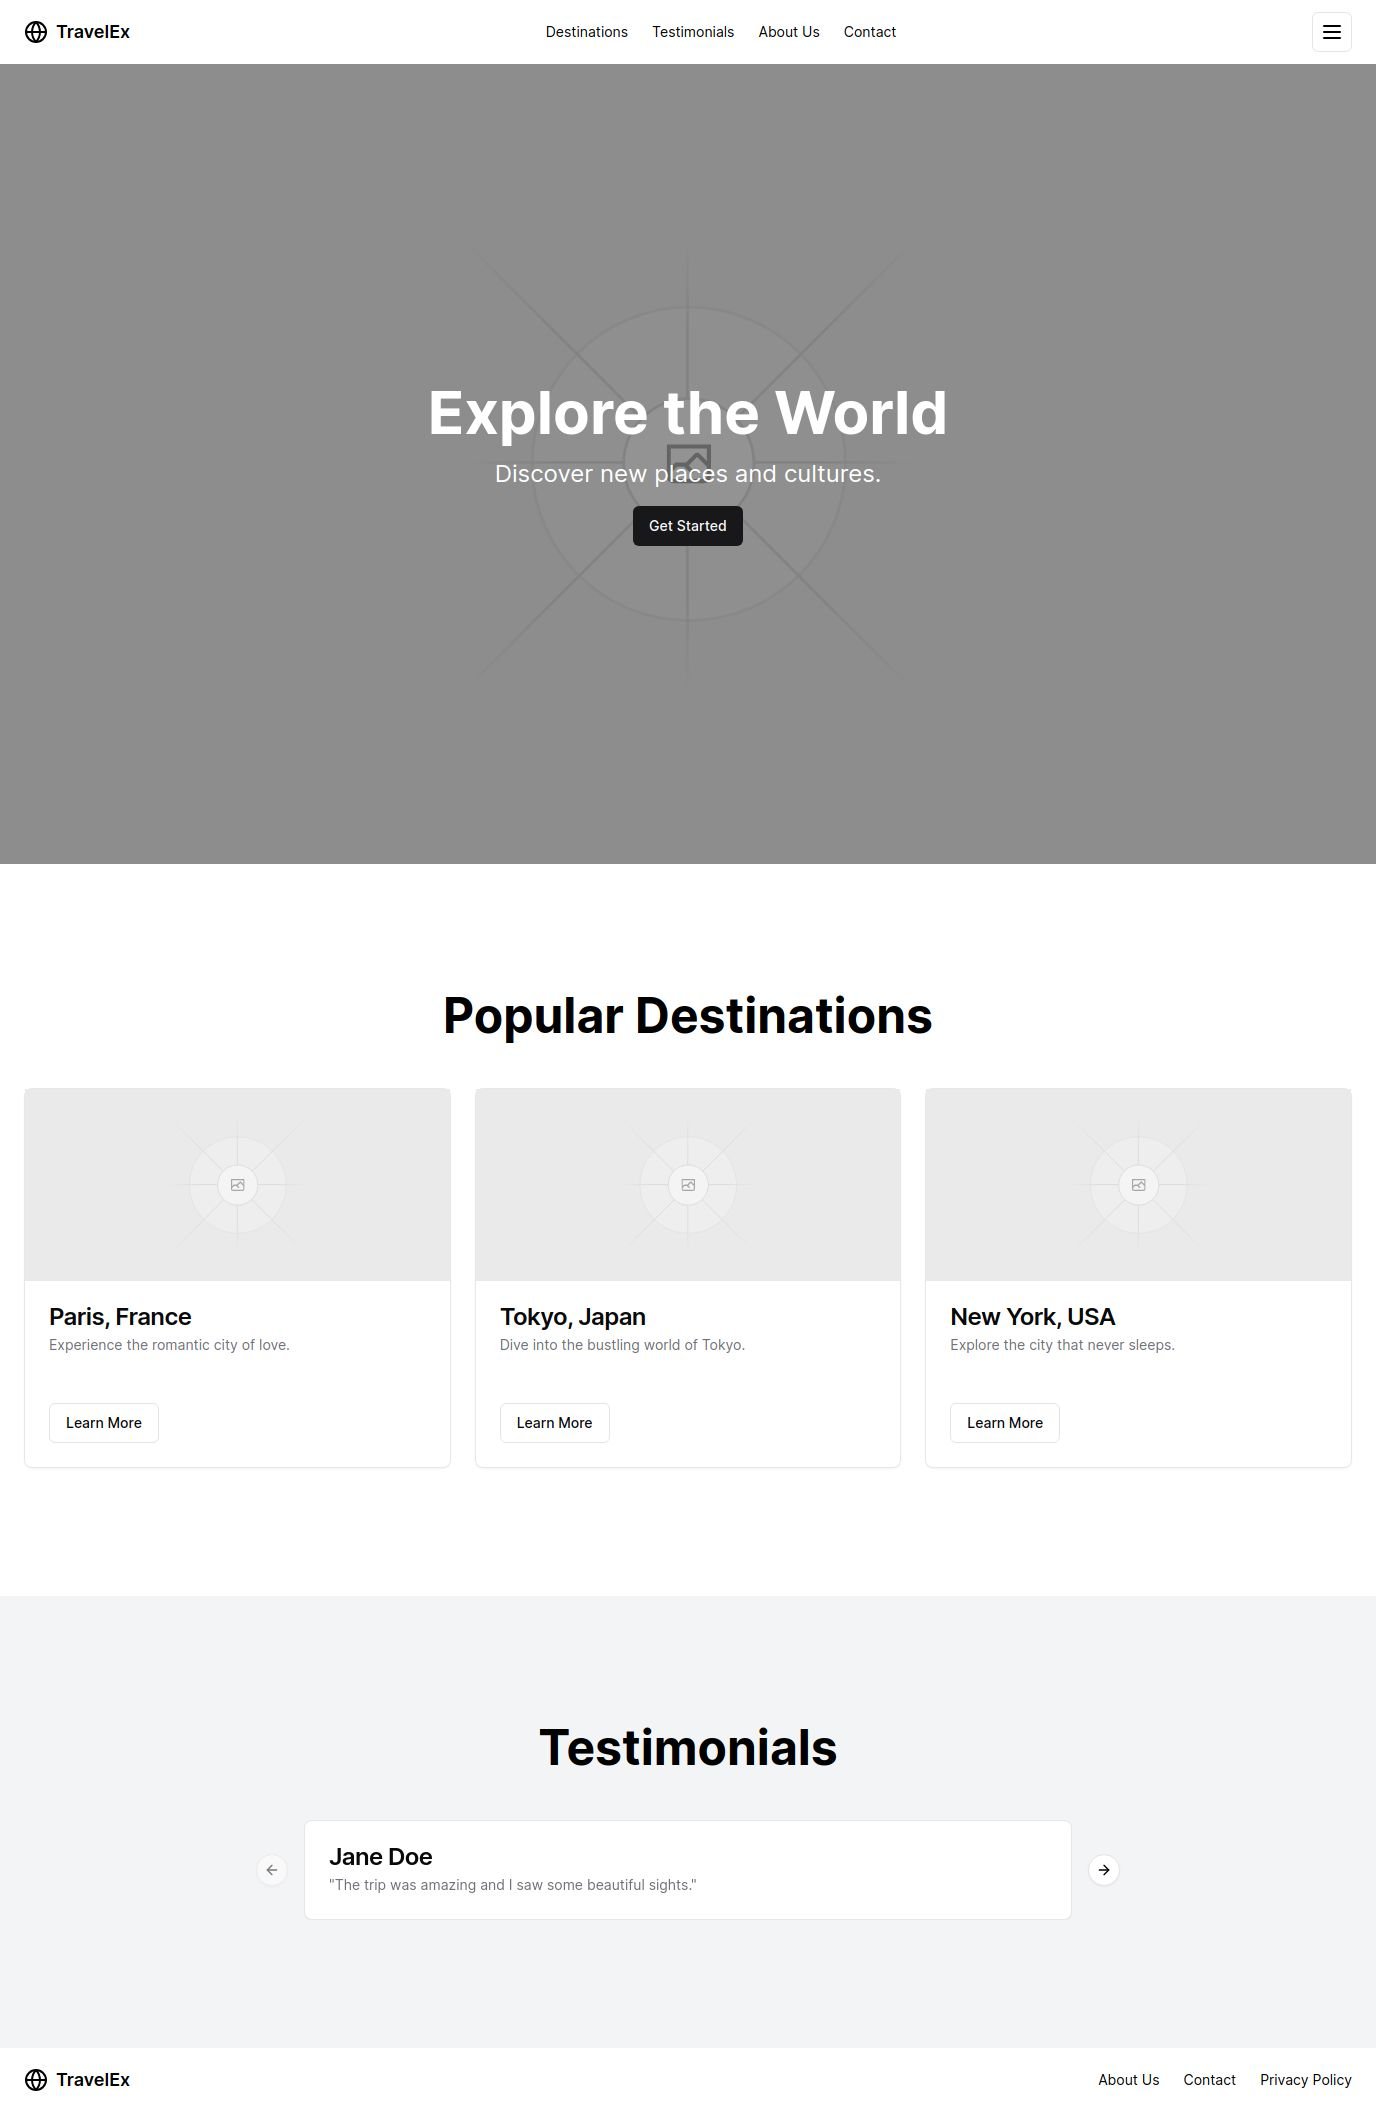 TravelEx
Destinations Testimonials About Us Contact
Explore the World
Discover new places and cultures.
Get Started
Popular Destinations
Paris, France
Experience the romantic city of love.
Learn More
Tokyo, Japan
Dive into the bustling world of Tokyo.
Learn More
New York, USA
Explore the city that never sleeps.
Learn More
Testimonials
Jane Doe
"The trip was amazing and I saw some beautiful sights."
TravelEx
About Us Contact Privacy Policy